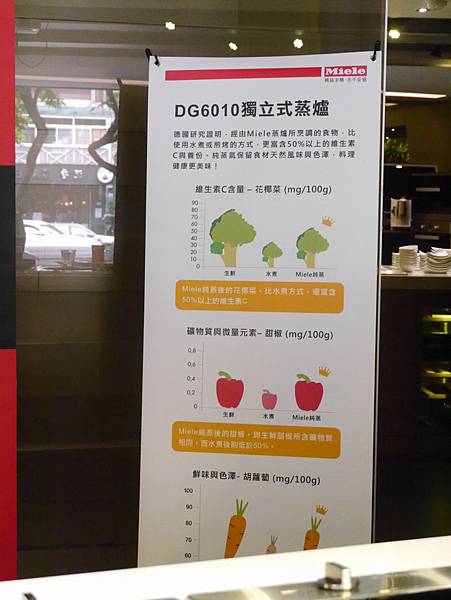 Miele
精益求精 永不妥協
DG6010獨立式蒸爐
德國研究證明，經由Miele蒸爐所烹調的食物，比
使用水煮或煎烤的方式，更富含50%以上的維生素
C與養份。純蒸氣保留食材天然風味與色澤，料理
健康更美味！
維生素C含量 – 花椰菜 (mg/100g)
90
80
70
60
50
40
30
20
10
0
生鮮 水煮 Miele純蒸
Miele純蒸後的花椰菜，比水煮方式，還富含
50%以上的維生素C
礦物質與微量元素– 甜椒 (mg/100g)
0,8
0,6
0,4
0,2
0
生鮮 水煮 Miele純蒸
Miele純蒸後的甜椒，與生鮮甜椒所含礦物質
相同，而水煮後則低於50%。
鮮味與色澤- 胡蘿蔔 (mg/100g)
100
90
80
70
60